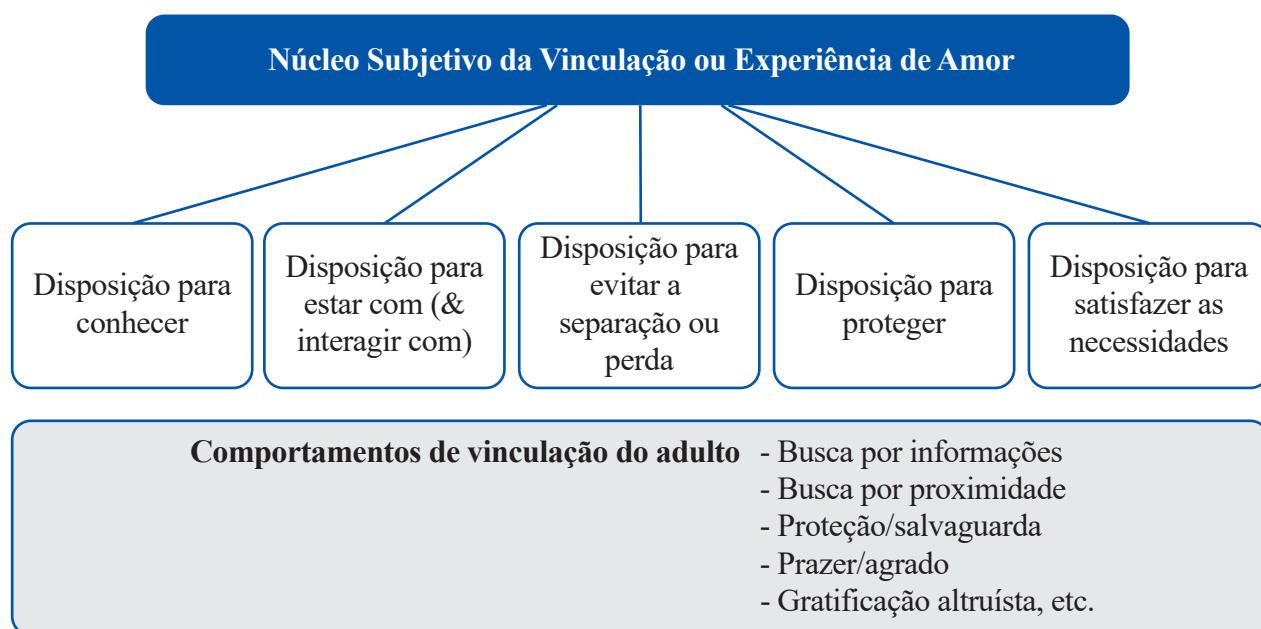 Núcleo Subjetivo da Vinculação ou Experiência de Amor
Disposição para
conhecer
Disposição para
estar com (&
interagir com)
Disposição para
evitar a
separação ou
perda
Disposição para
proteger
Disposição para
satisfazer as
necessidades
Comportamentos de vinculação do adulto - Busca por informações
- Busca por proximidade
- Proteção/salvaguarda
- Prazer/agrado
- Gratificação altruísta, etc.